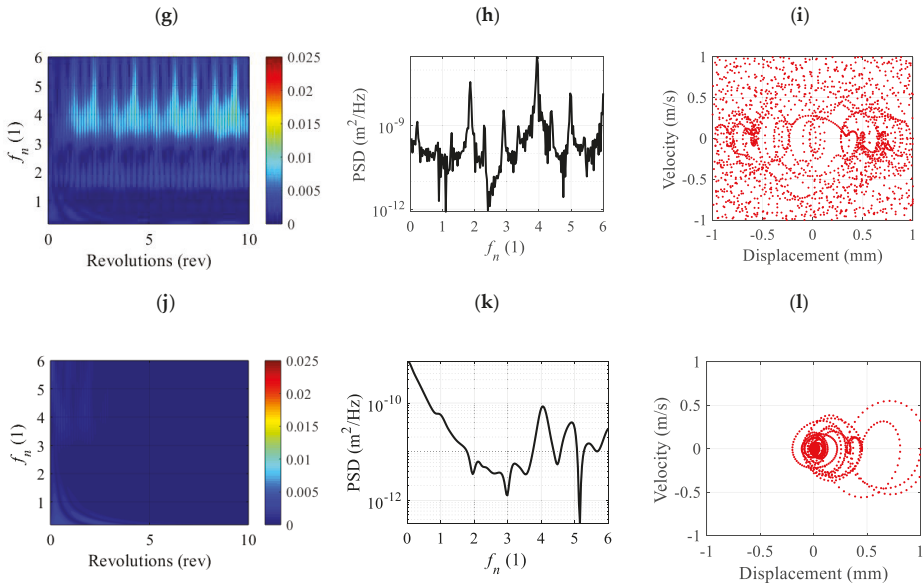 (g)
(h)
(i)
6
5
4
3
2
1
0
5
10
f_n (1)
Revolutions (rev)
0.025
0.02
0.015
0.01
0.005
0
PSD (m²/Hz)
10⁻⁹
10⁻¹²
0 1 2 3 4 5 6
f_n (1)
Velocity (m/s)
1
0.5
0
-0.5
-1
-1 -0.5 0 0.5 1
Displacement (mm)
(j)
(k)
(l)
6
5
4
3
2
1
0
5
10
f_n (1)
Revolutions (rev)
0.025
0.02
0.015
0.01
0.005
0
PSD (m²/Hz)
10⁻¹⁰
10⁻¹²
0 1 2 3 4 5 6
f_n (1)
Velocity (m/s)
1
0.5
0
-0.5
-1
-1 -0.5 0 0.5 1
Displacement (mm)